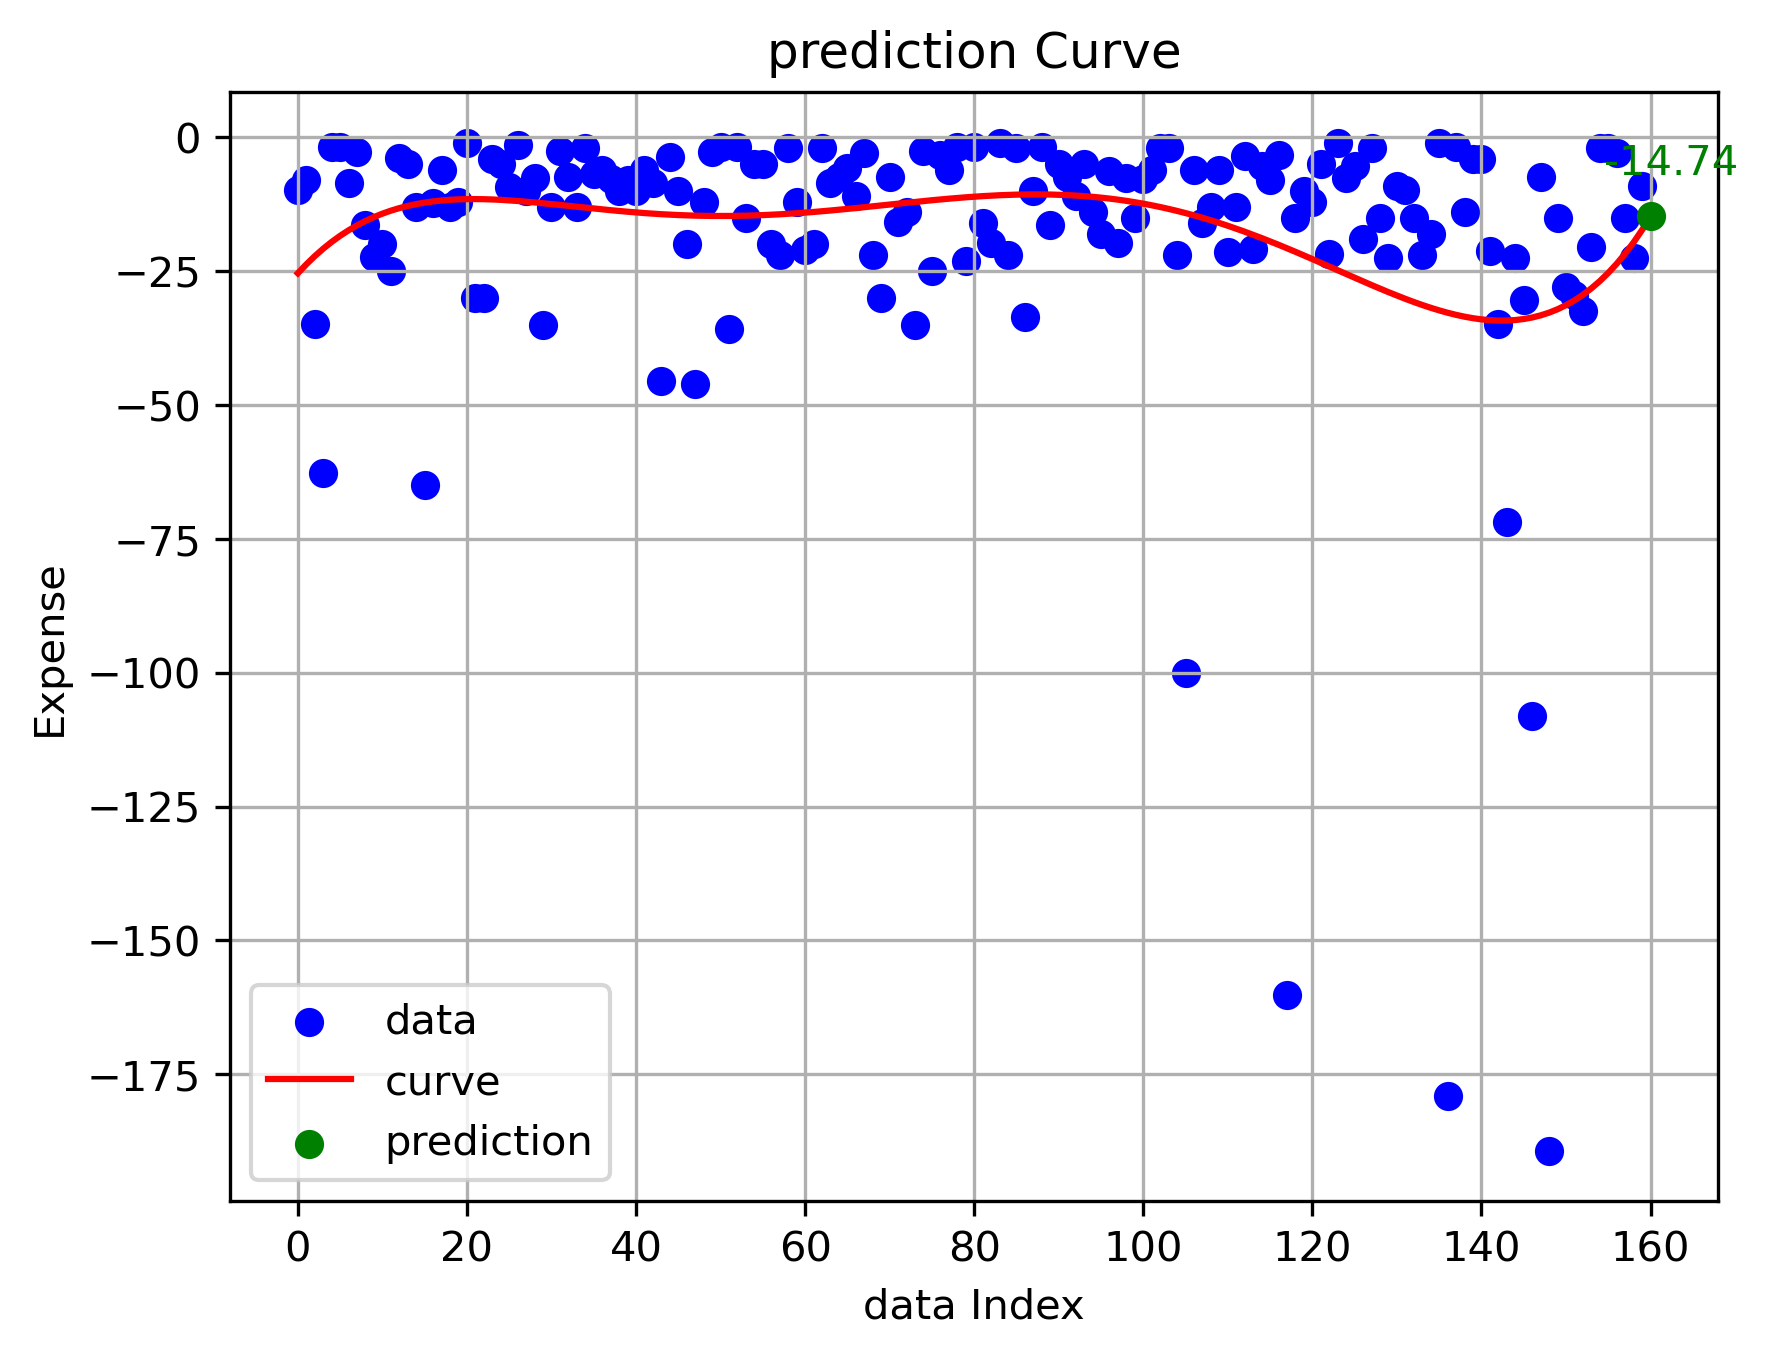 prediction Curve
0
−25
−50
−75
−100
−125
−150
−175
Expense
-14.74
data
curve
prediction
0 20 40 60 80 100 120 140 160
data Index